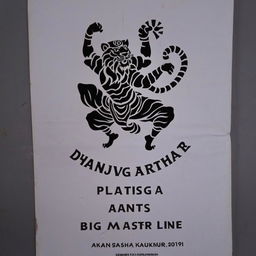 DYANJVG ARTHAR
PLATISGA
AANTS
BIG MASTR LINE
AKAN SASHA KAUKNUR, 20191